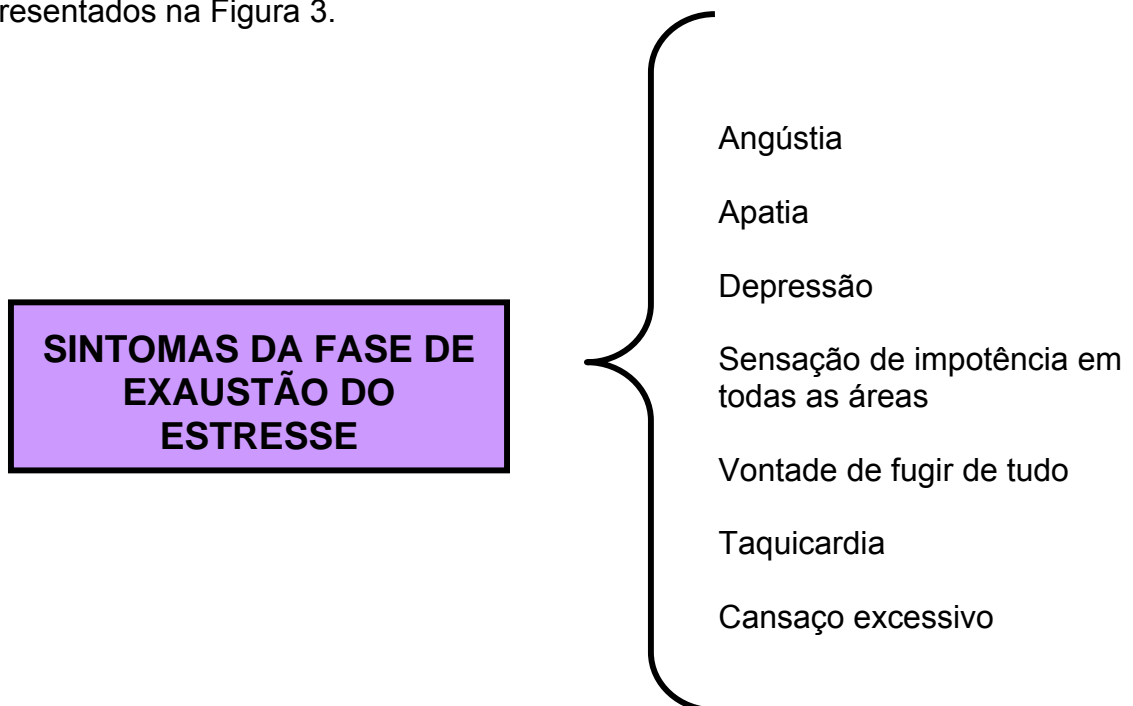 resentados na Figura 3.
SINTOMAS DA FASE DE
EXAUSTÃO DO
ESTRESSE
Angústia
Apatia
Depressão
Sensação de impotência em
todas as áreas
Vontade de fugir de tudo
Taquicardia
Cansaço excessivo